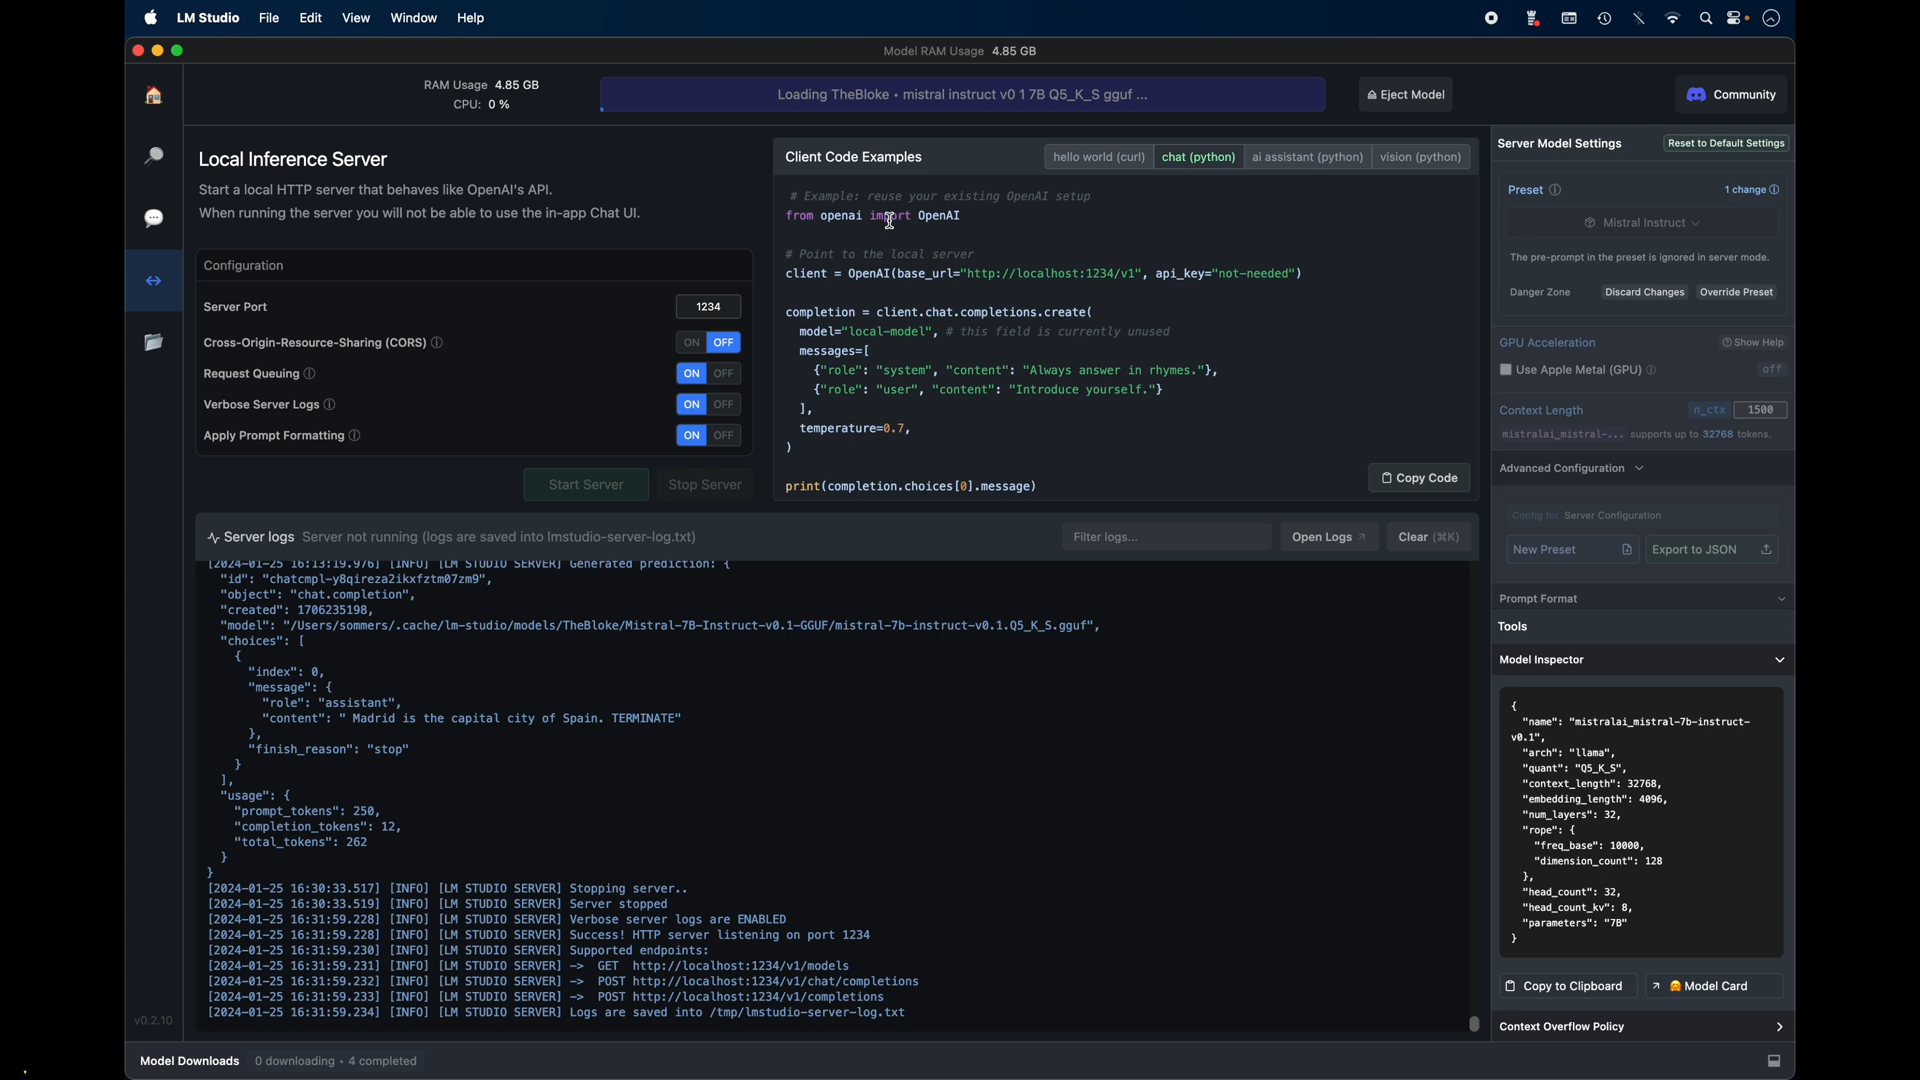 LM Studio File Edit View Window Help
Model RAM Usage 4.85 GB
RAM Usage 4.85 GB
CPU: 0 %
Loading TheBloke • mistral instruct v0 1 7B Q5_K_S gguf ...
Eject Model
Community
Local Inference Server
Start a local HTTP server that behaves like OpenAI's API.
When running the server you will not be able to use the in-app Chat UI.
Configuration
Server Port 1234
Cross-Origin-Resource-Sharing (CORS) ON OFF
Request Queuing ON OFF
Verbose Server Logs ON OFF
Apply Prompt Formatting ON OFF
Start Server Stop Server
Client Code Examples hello world (curl) chat (python) ai assistant (python) vision (python)
# Example: reuse your existing OpenAI setup
from openai import OpenAI
# Point to the local server
client = OpenAI(base_url="http://localhost:1234/v1", api_key="not-needed")
completion = client.chat.completions.create(
model="local-model", # this field is currently unused
messages=[
{"role": "system", "content": "Always answer in rhymes."},
{"role": "user", "content": "Introduce yourself."}
],
temperature=0.7,
)
print(completion.choices[0].message)
Copy Code
Server logs Server not running (logs are saved into lmstudio-server-log.txt)
Filter logs... Open Logs Clear (⌘K)
[2024-01-25 16:13:19.976] [INFO] [LM STUDIO SERVER] Generated prediction: {
"id": "chatcmpl-y8qireza2ikxfztm07zm9",
"object": "chat.completion",
"created": 1706235198,
"model": "/Users/sommers/.cache/lm-studio/models/TheBloke/Mistral-7B-Instruct-v0.1-GGUF/mistral-7b-instruct-v0.1.Q5_K_S.gguf",
"choices": [
{
"index": 0,
"message": {
"role": "assistant",
"content": " Madrid is the capital city of Spain. TERMINATE"
},
"finish_reason": "stop"
}
],
"usage": {
"prompt_tokens": 250,
"completion_tokens": 12,
"total_tokens": 262
}
}
[2024-01-25 16:30:33.517] [INFO] [LM STUDIO SERVER] Stopping server..
[2024-01-25 16:30:33.519] [INFO] [LM STUDIO SERVER] Server stopped
[2024-01-25 16:31:59.228] [INFO] [LM STUDIO SERVER] Verbose server logs are ENABLED
[2024-01-25 16:31:59.228] [INFO] [LM STUDIO SERVER] Success! HTTP server listening on port 1234
[2024-01-25 16:31:59.230] [INFO] [LM STUDIO SERVER] Supported endpoints:
[2024-01-25 16:31:59.231] [INFO] [LM STUDIO SERVER] -> GET http://localhost:1234/v1/models
[2024-01-25 16:31:59.232] [INFO] [LM STUDIO SERVER] -> POST http://localhost:1234/v1/chat/completions
[2024-01-25 16:31:59.233] [INFO] [LM STUDIO SERVER] -> POST http://localhost:1234/v1/completions
[2024-01-25 16:31:59.234] [INFO] [LM STUDIO SERVER] Logs are saved into /tmp/lmstudio-server-log.txt
v0.2.10
Server Model Settings Reset to Default Settings
Preset 1 change
Mistral Instruct
The pre-prompt in the preset is ignored in server mode.
Danger Zone Discard Changes Override Preset
GPU Acceleration Show Help
Use Apple Metal (GPU) off
Context Length n_ctx 1500
mistralai_mistral-... supports up to 32768 tokens.
Advanced Configuration
Config for Server Configuration
New Preset Export to JSON
Prompt Format
Tools
Model Inspector
{
"name": "mistralai_mistral-7b-instruct-
v0.1",
"arch": "llama",
"quant": "Q5_K_S",
"context_length": 32768,
"embedding_length": 4096,
"num_layers": 32,
"rope": {
"freq_base": 10000,
"dimension_count": 128
},
"head_count": 32,
"head_count_kv": 8,
"parameters": "7B"
}
Copy to Clipboard Model Card
Context Overflow Policy
Model Downloads 0 downloading • 4 completed